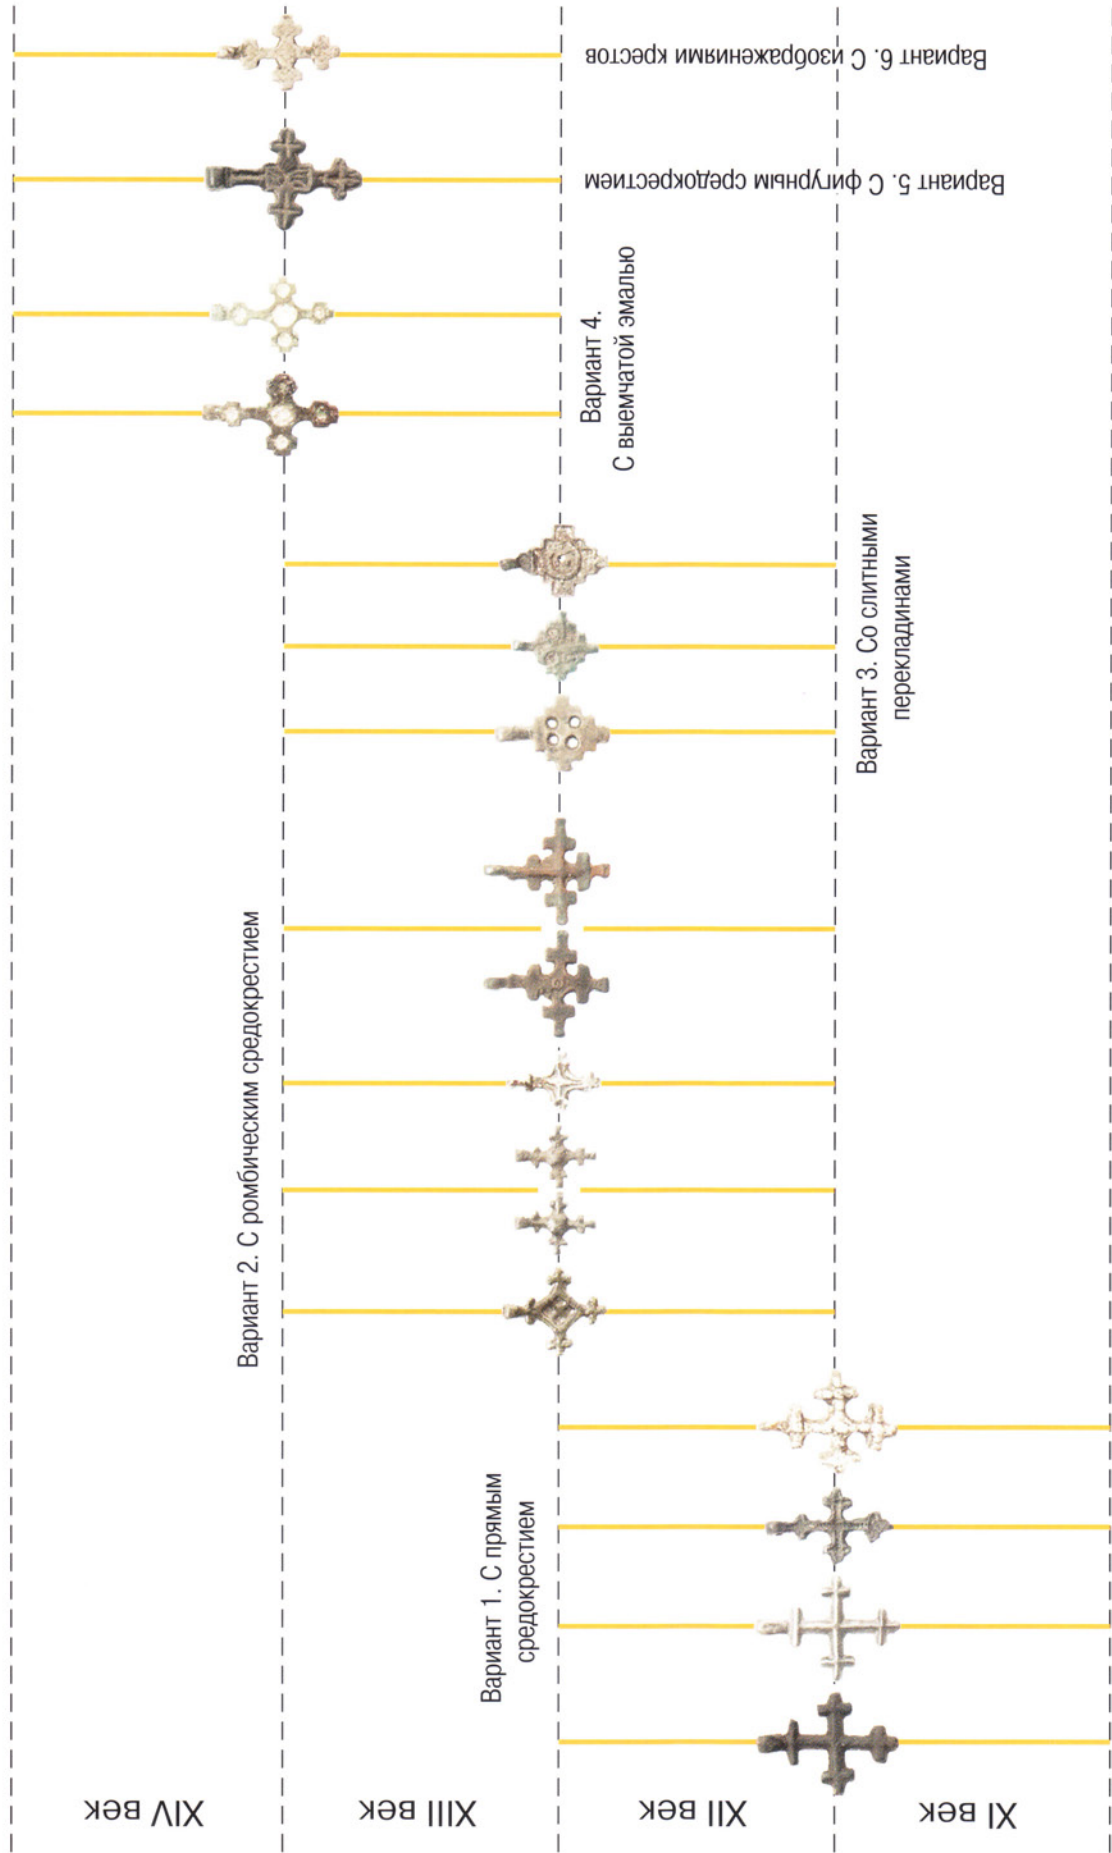 XIV век
XIII век
XII век
XI век
Вариант 1. С прямым
средокрестием
Вариант 2. С ромбическим средокрестием
Вариант 3. Со слитными
перекладинами
Вариант 4.
С выемчатой эмалью
Вариант 5. С фигурным средокрестием
Вариант 6. С изображениями крестов